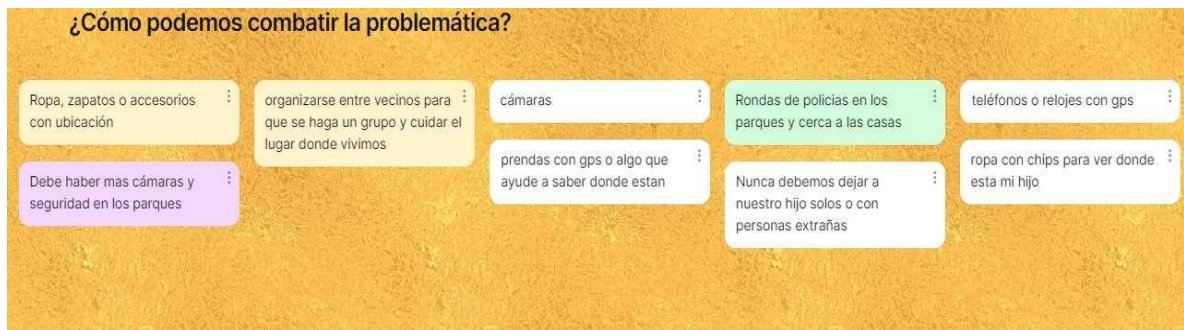 ¿Cómo podemos combatir la problemática?
Ropa, zapatos o accesorios
con ubicación
Debe haber mas cámaras y
seguridad en los parques
organizarse entre vecinos para
que se haga un grupo y cuidar el
lugar donde vivimos
cámaras
prendas con gps o algo que
ayude a saber donde estan
Rondas de policias en los
parques y cerca a las casas
Nunca debemos dejar a
nuestro hijo solos o con
personas extrañas
teléfonos o relojes con gps
ropa con chips para ver donde
esta mi hijo